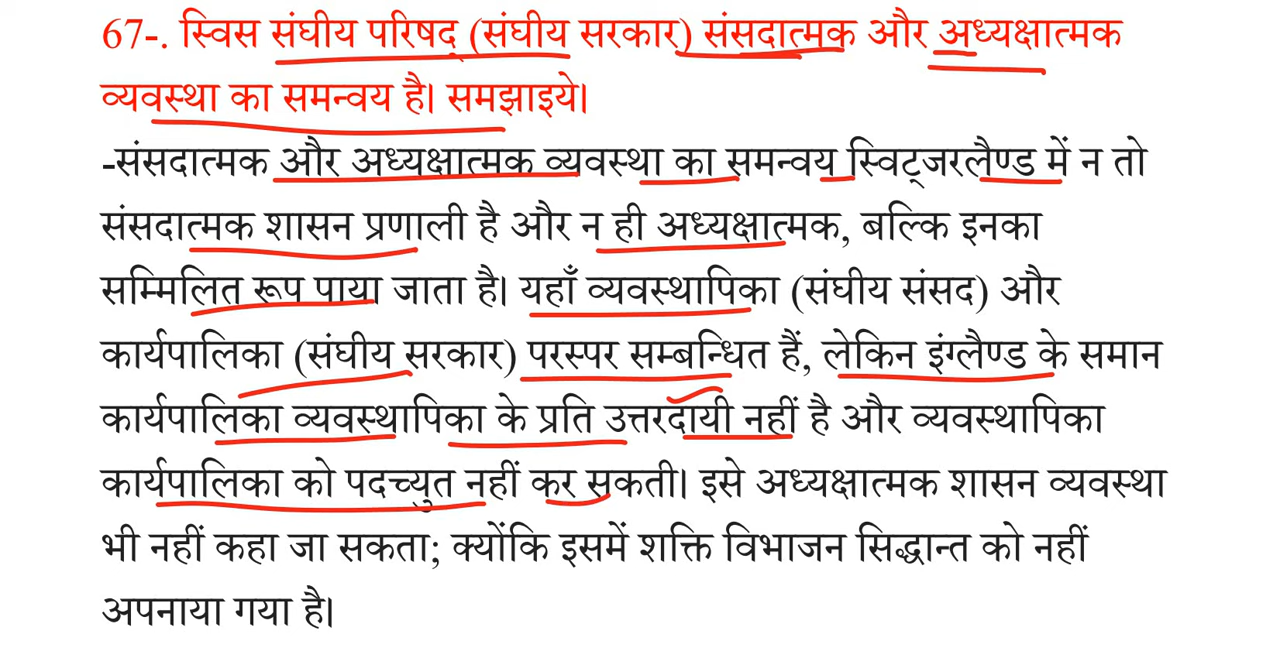 67-. स्विस संघीय परिषद (संघीय सरकार) संसदात्मक और अध्यक्षात्मक
व्यवस्था का समन्वय है। समझाइये।
-संसदात्मक और अध्यक्षात्मक व्यवस्था का समन्वय स्विट्जरलैण्ड में न तो
संसदात्मक शासन प्रणाली है और न ही अध्यक्षात्मक, बल्कि इनका
सम्मिलित रूप पाया जाता है। यहाँ व्यवस्थापिका (संघीय संसद) और
कार्यपालिका (संघीय सरकार) परस्पर सम्बन्धित हैं, लेकिन इंग्लैण्ड के समान
कार्यपालिका व्यवस्थापिका के प्रति उत्तरदायी नहीं है और व्यवस्थापिका
कार्यपालिका को पदच्युत नहीं कर सकती। इसे अध्यक्षात्मक शासन व्यवस्था
भी नहीं कहा जा सकता; क्योंकि इसमें शक्ति विभाजन सिद्धान्त को नहीं
अपनाया गया है।